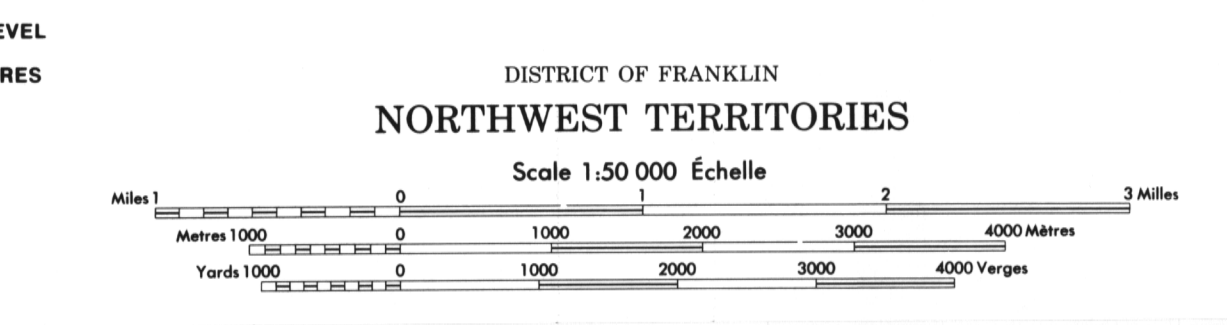 EVEL
RES
DISTRICT OF FRANKLIN
NORTHWEST TERRITORIES
Scale 1:50 000 Échelle
Miles 1 0 1 2 3 Milles
Metres 1000 0 1000 2000 3000 4000 Mètres
Yards 1000 0 1000 2000 3000 4000 Verges